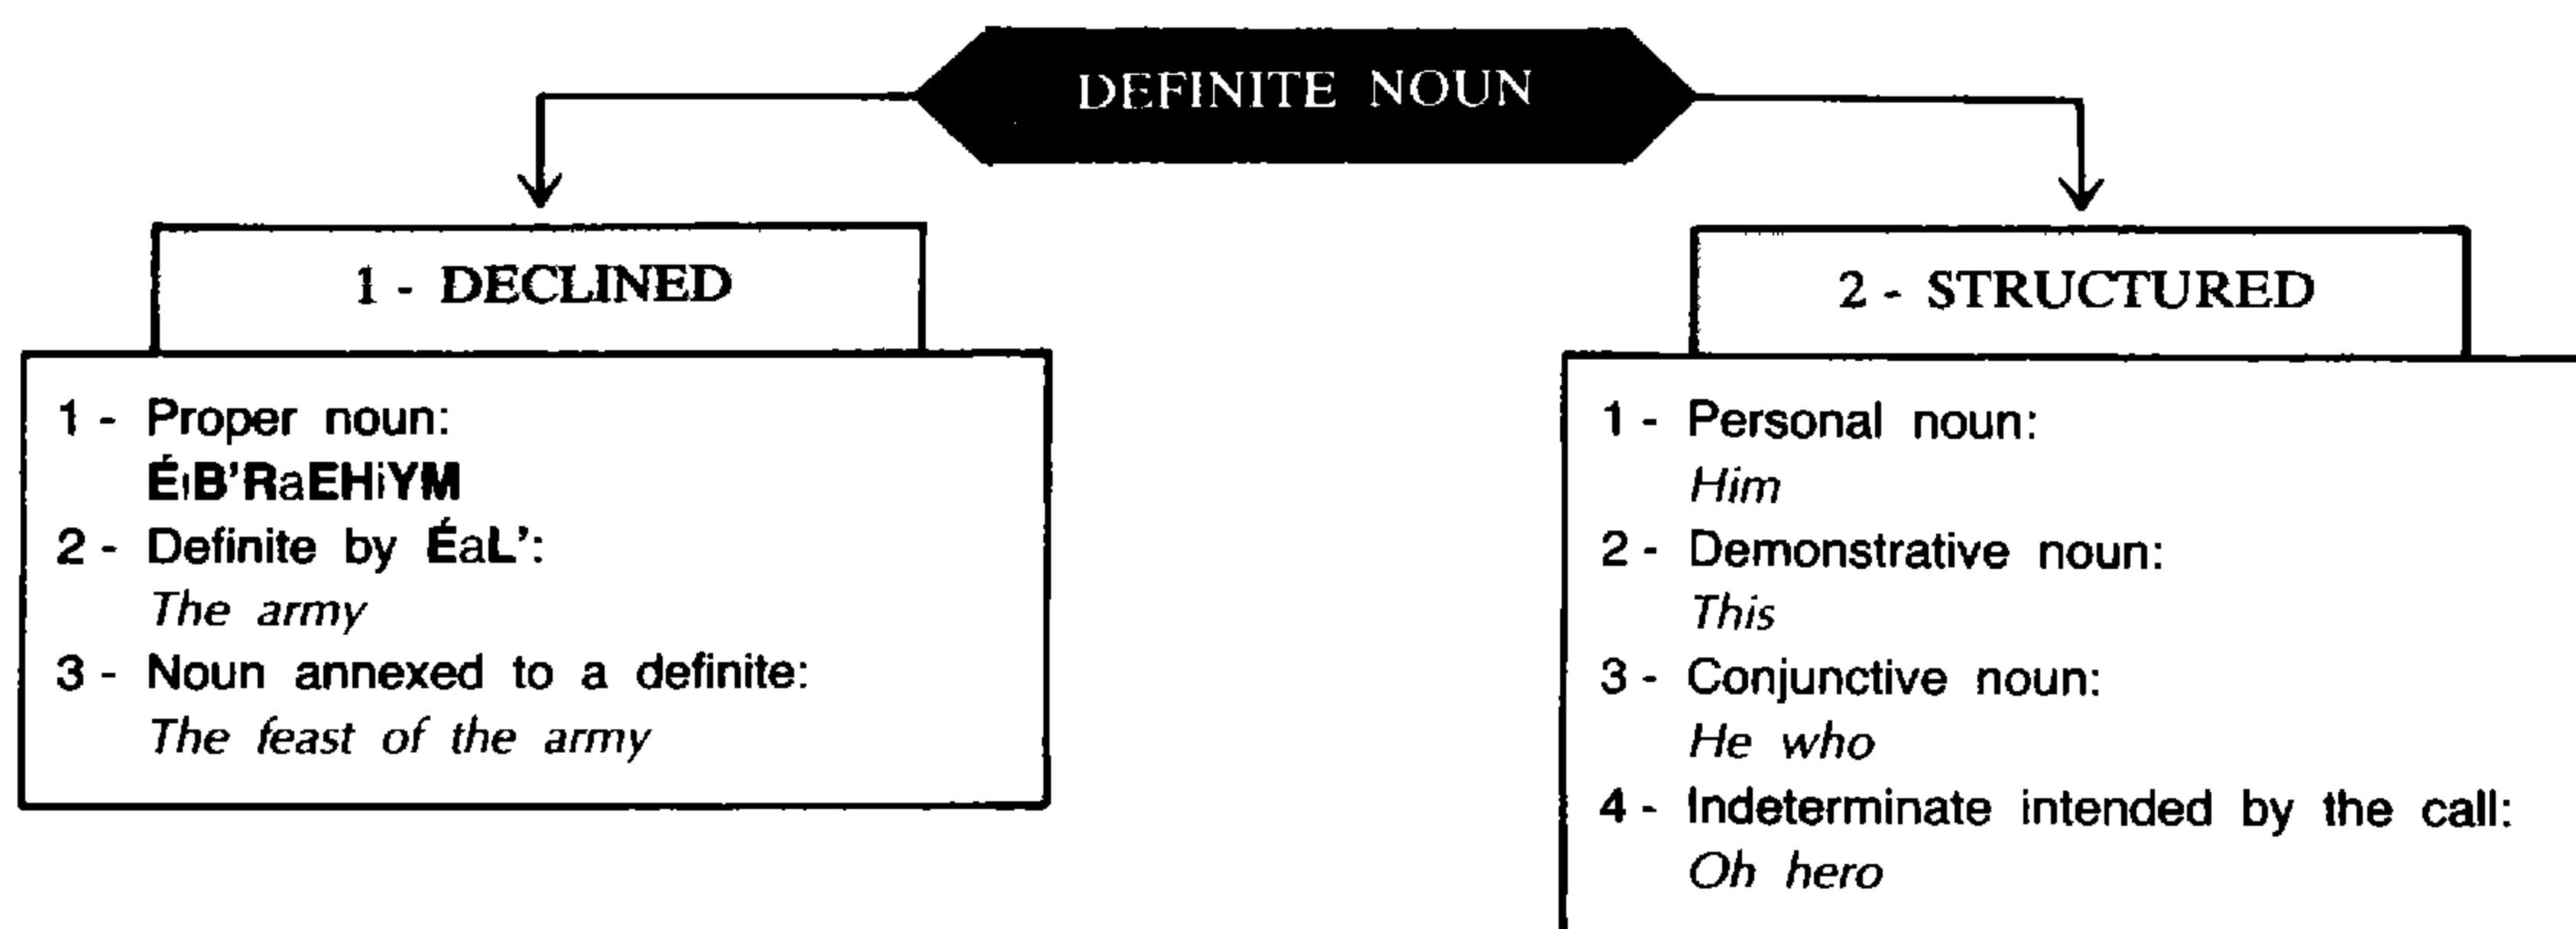 DEFINITE NOUN
1 - DECLINED
1 - Proper noun:
ÉiB’RaEHiYM
2 - Definite by ÉaL’:
The army
3 - Noun annexed to a definite:
The feast of the army
2 - STRUCTURED
1 - Personal noun:
Him
2 - Demonstrative noun:
This
3 - Conjunctive noun:
He who
4 - Indeterminate intended by the call:
Oh hero